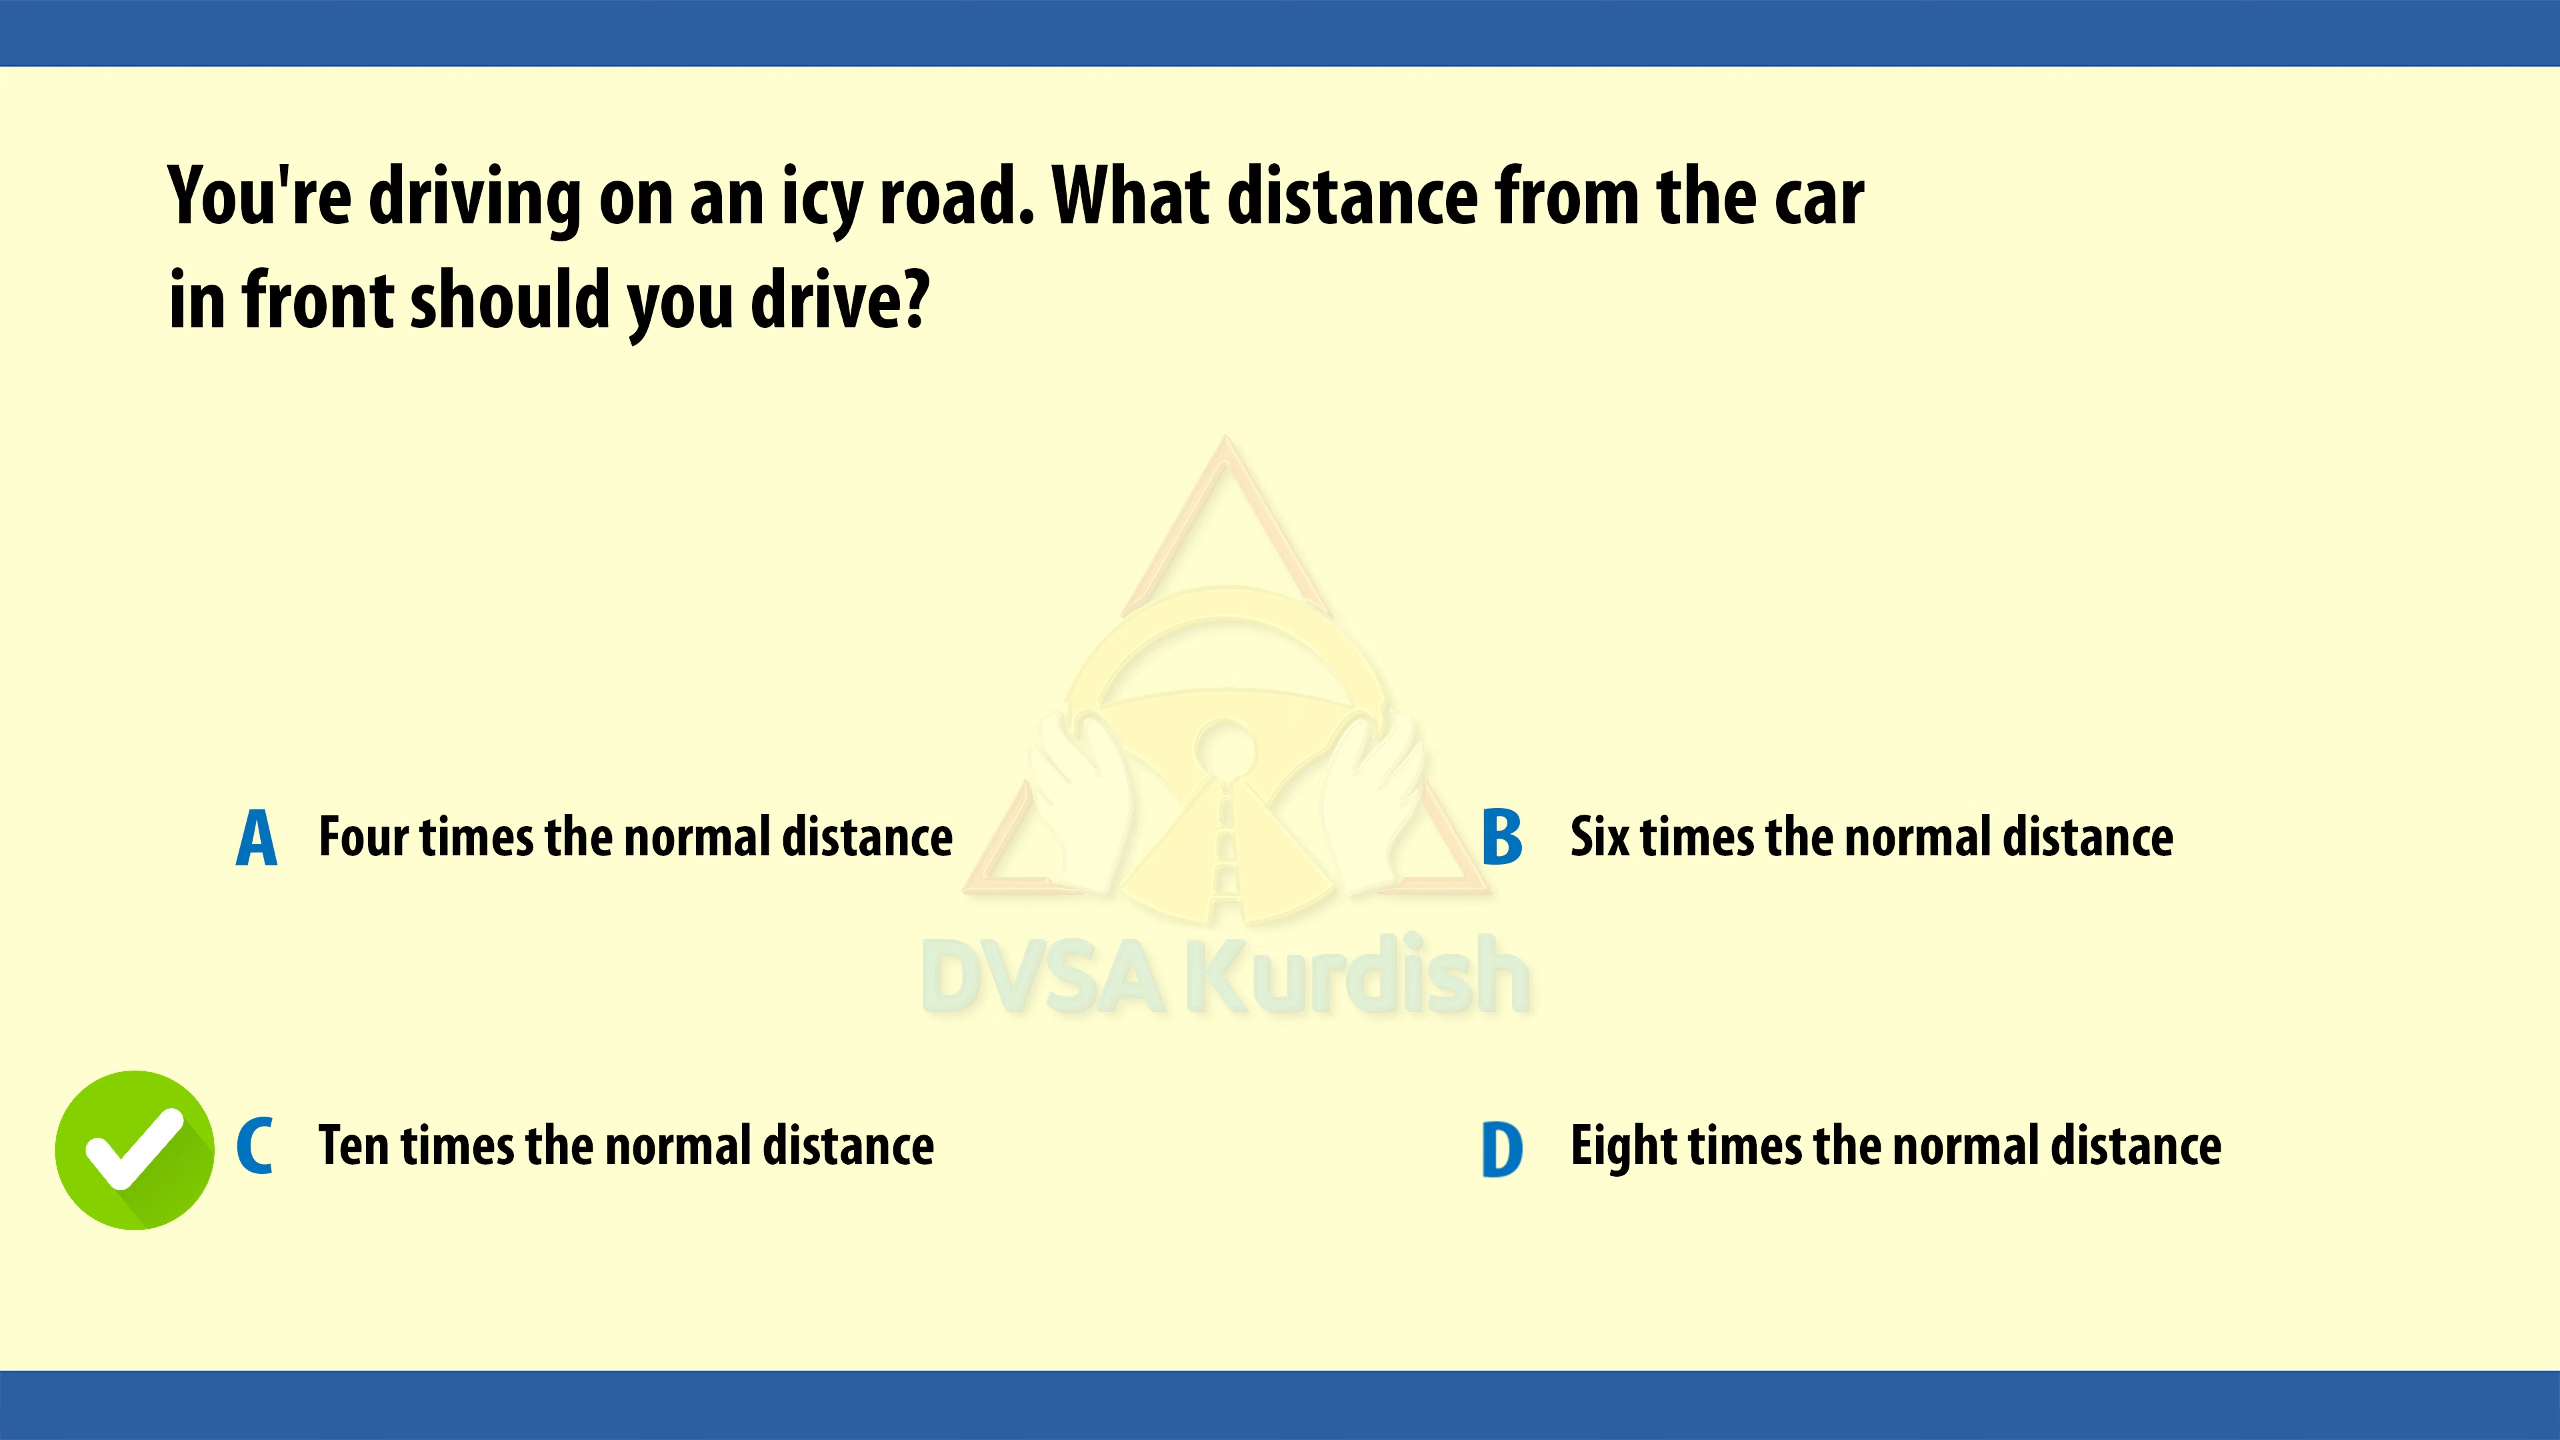 You're driving on an icy road. What distance from the car
in front should you drive?
A Four times the normal distance
B Six times the normal distance
DVSA Kurdish
C Ten times the normal distance
D Eight times the normal distance